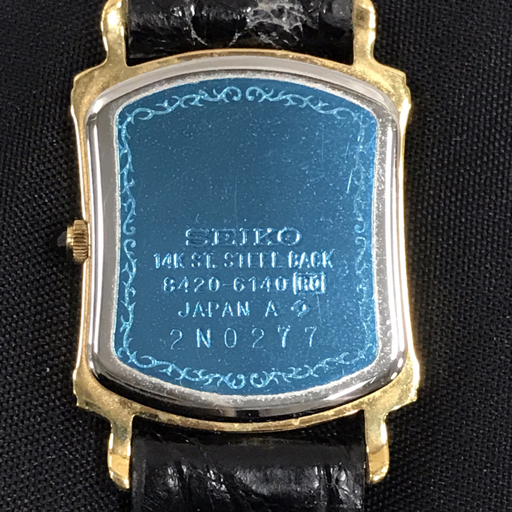 SEIKO
14K ST. STEEL BACK
8420-6140
JAPAN A
2N0277